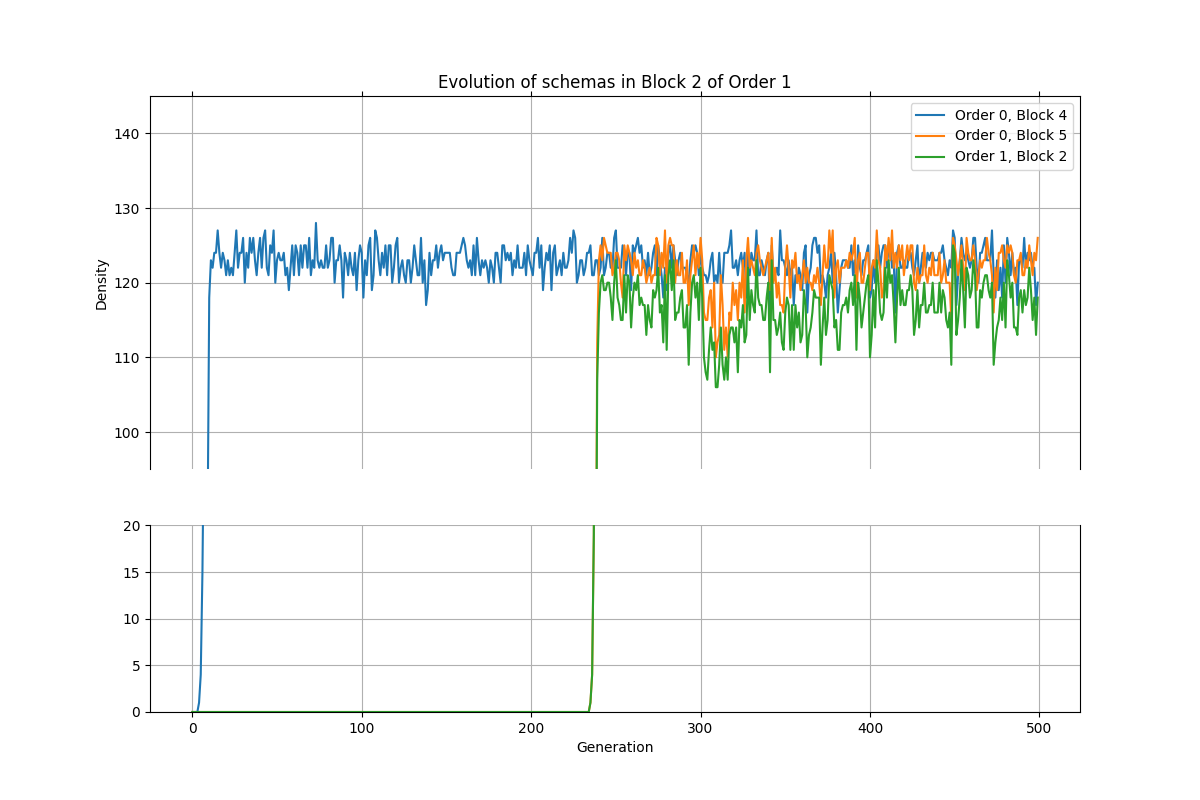 Evolution of schemas in Block 2 of Order 1
Order 0, Block 4
Order 0, Block 5
Order 1, Block 2
Density
140
130
120
110
100
20
15
10
5
0
0 100 200 300 400 500
Generation